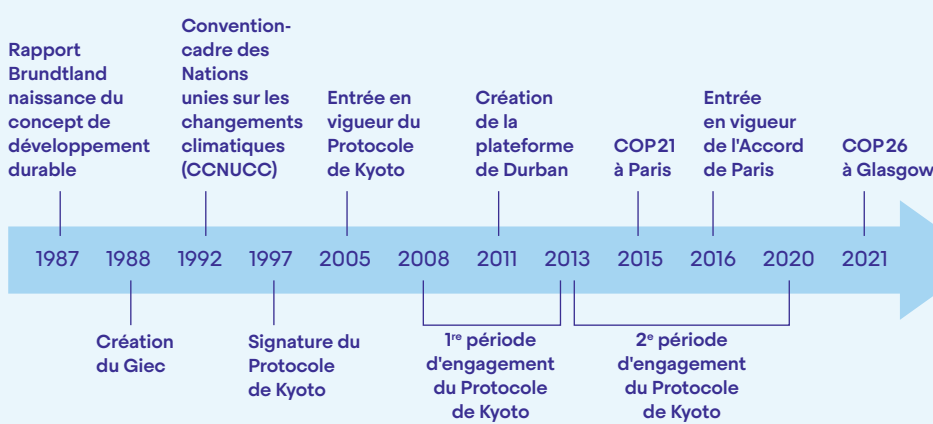 Rapport
Brundtland
naissance du
concept de
développement
durable
Convention-
cadre des
Nations
unies sur les
changements
climatiques
(CCNUCC)
Entrée en
vigueur du
Protocole
de Kyoto
Création
de la
plateforme
de Durban
COP21
à Paris
Entrée
en vigueur
de l'Accord
de Paris
COP26
à Glasgow
1987 1988 1992 1997 2005 2008 2011 2013 2015 2016 2020 2021
Création
du Giec
Signature du
Protocole
de Kyoto
1re période
d'engagement
du Protocole
de Kyoto
2e période
d'engagement
du Protocole
de Kyoto